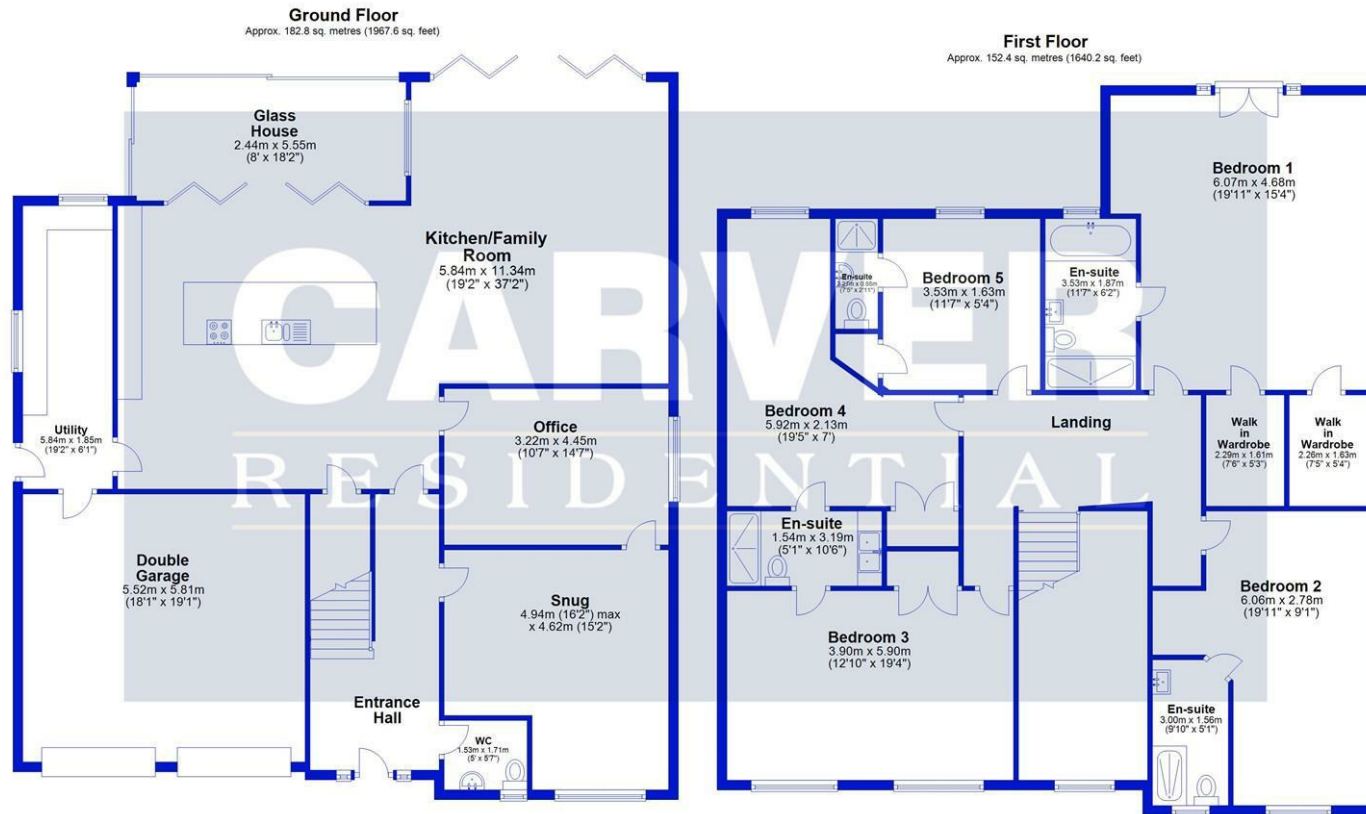 Ground Floor
Approx. 182.8 sq. metres (1967.6 sq. feet)
Glass
House
2.44m x 5.55m
(8' x 18'2")
Kitchen/Family
Room
5.84m x 11.34m
(19'2" x 37'2")
Utility
5.84m x 1.85m
(19'2" x 6'1")
Office
3.22m x 4.45m
(10'7" x 14'7")
Double
Garage
5.52m x 5.81m
(18'1" x 19'1")
Snug
4.94m (16'2") max
x 4.62m (15'2")
Entrance
Hall
WC
1.53m x 1.71m
(5' x 5'7")
First Floor
Approx. 152.4 sq. metres (1640.2 sq. feet)
Bedroom 1
6.07m x 4.68m
(19'11" x 15'4")
En-suite
(7'5" x 2'11")
Bedroom 5
3.53m x 1.63m
(11'7" x 5'4")
En-suite
3.53m x 1.87m
(11'7" x 6'2")
Bedroom 4
5.92m x 2.13m
(19'5" x 7')
Landing
Walk
in
Wardrobe
2.29m x 1.61m
(7'6" x 5'3")
Walk
in
Wardrobe
2.26m x 1.63m
(7'5" x 5'4")
En-suite
1.54m x 3.19m
(5'1" x 10'6")
Bedroom 2
6.06m x 2.78m
(19'11" x 9'1")
Bedroom 3
3.90m x 5.90m
(12'10" x 19'4")
En-suite
3.00m x 1.56m
(9'10" x 5'1")
CARVER
RESIDENTIAL